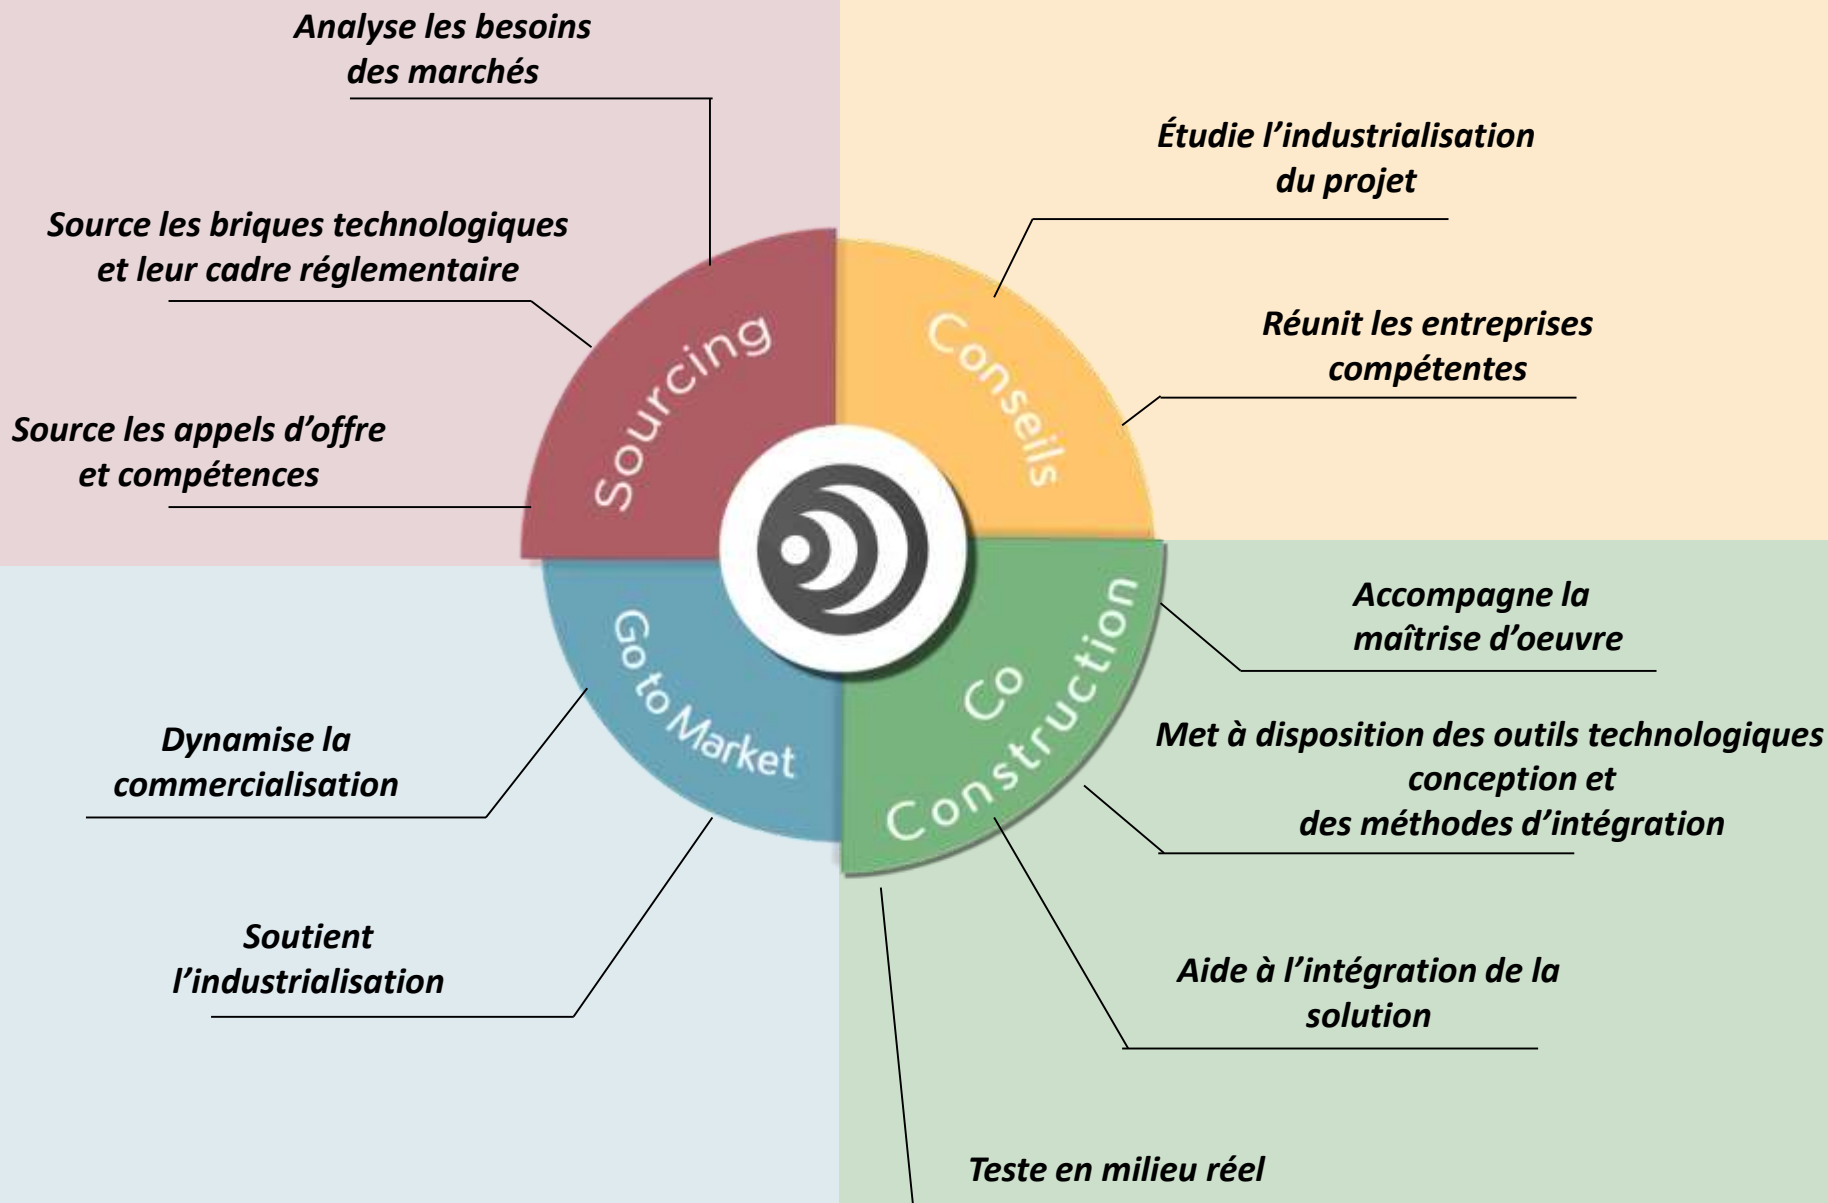 Analyse les besoins
des marchés
Source les briques technologiques
et leur cadre réglementaire
Source les appels d’offre
et compétences
Sourcing
Étudie l’industrialisation
du projet
Réunit les entreprises
compétentes
Conseils
Accompagne la
maîtrise d’oeuvre
Met à disposition des outils technologiques
conception et
des méthodes d’intégration
Aide à l’intégration de la
solution
Teste en milieu réel
Co
Construction
Go to Market
Dynamise la
commercialisation
Soutient
l’industrialisation